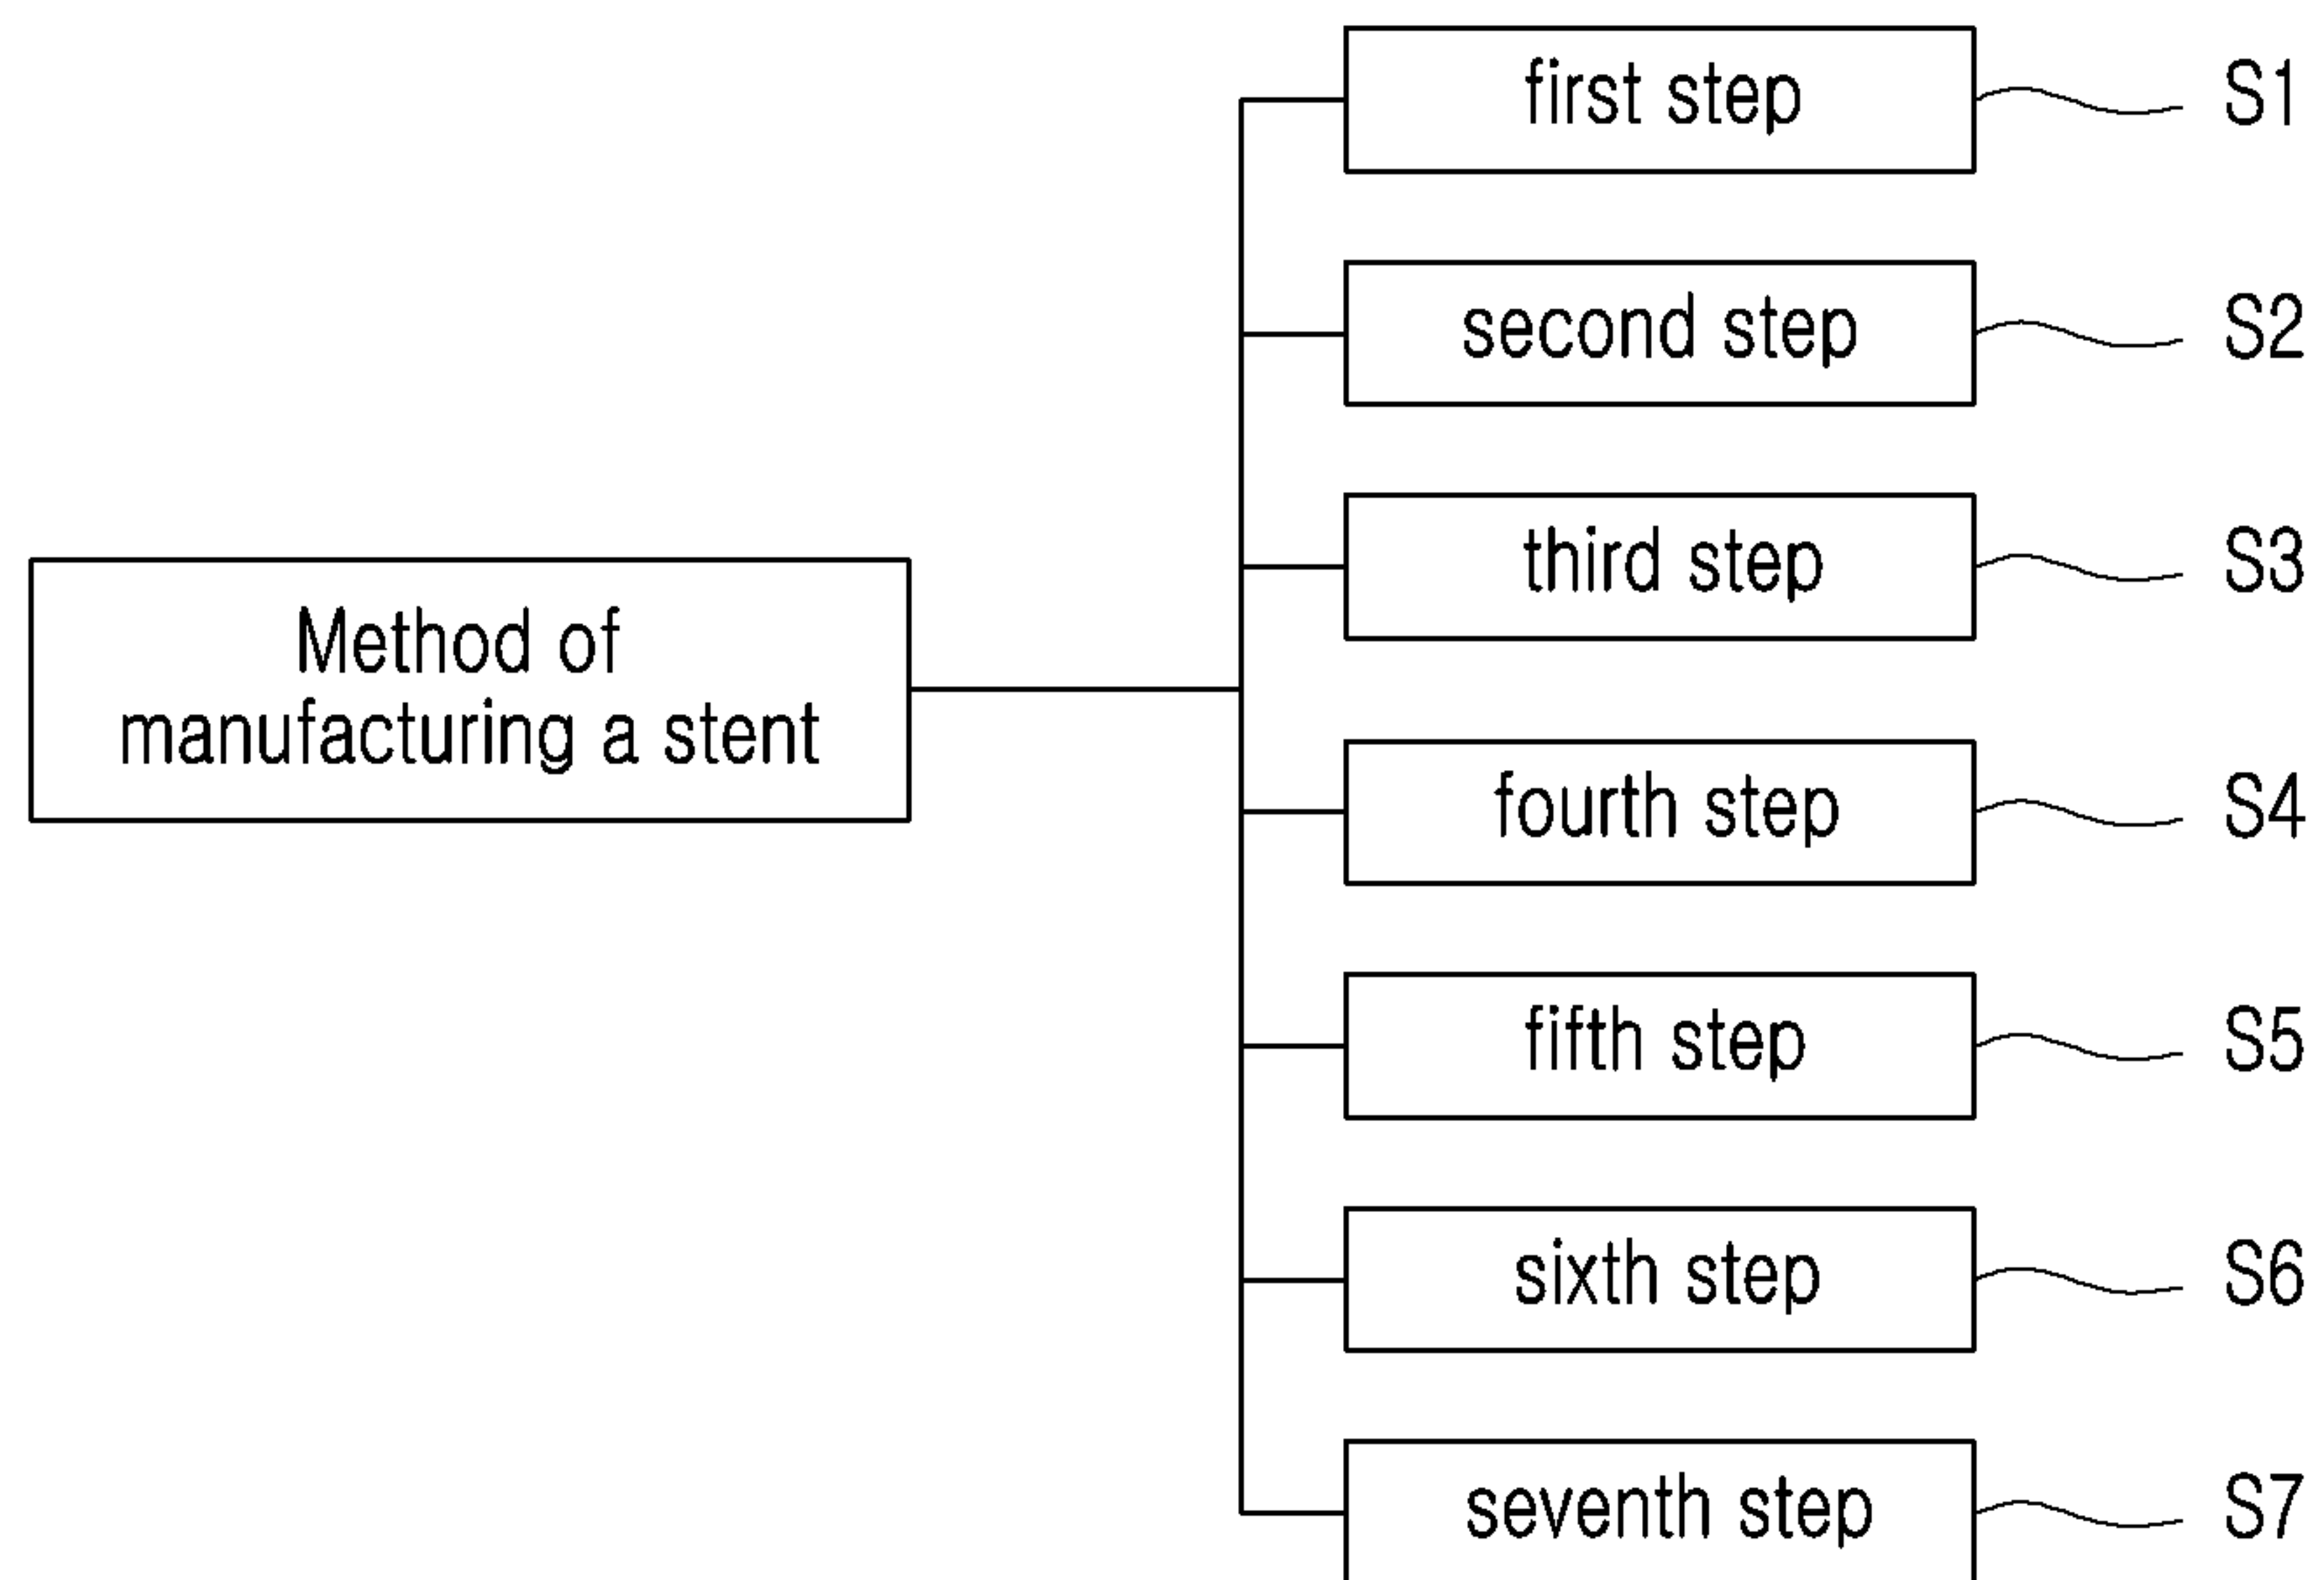 first step S1
second step S2
third step S3
Method of
manufacturing a stent
fourth step S4
fifth step S5
sixth step S6
seventh step S7